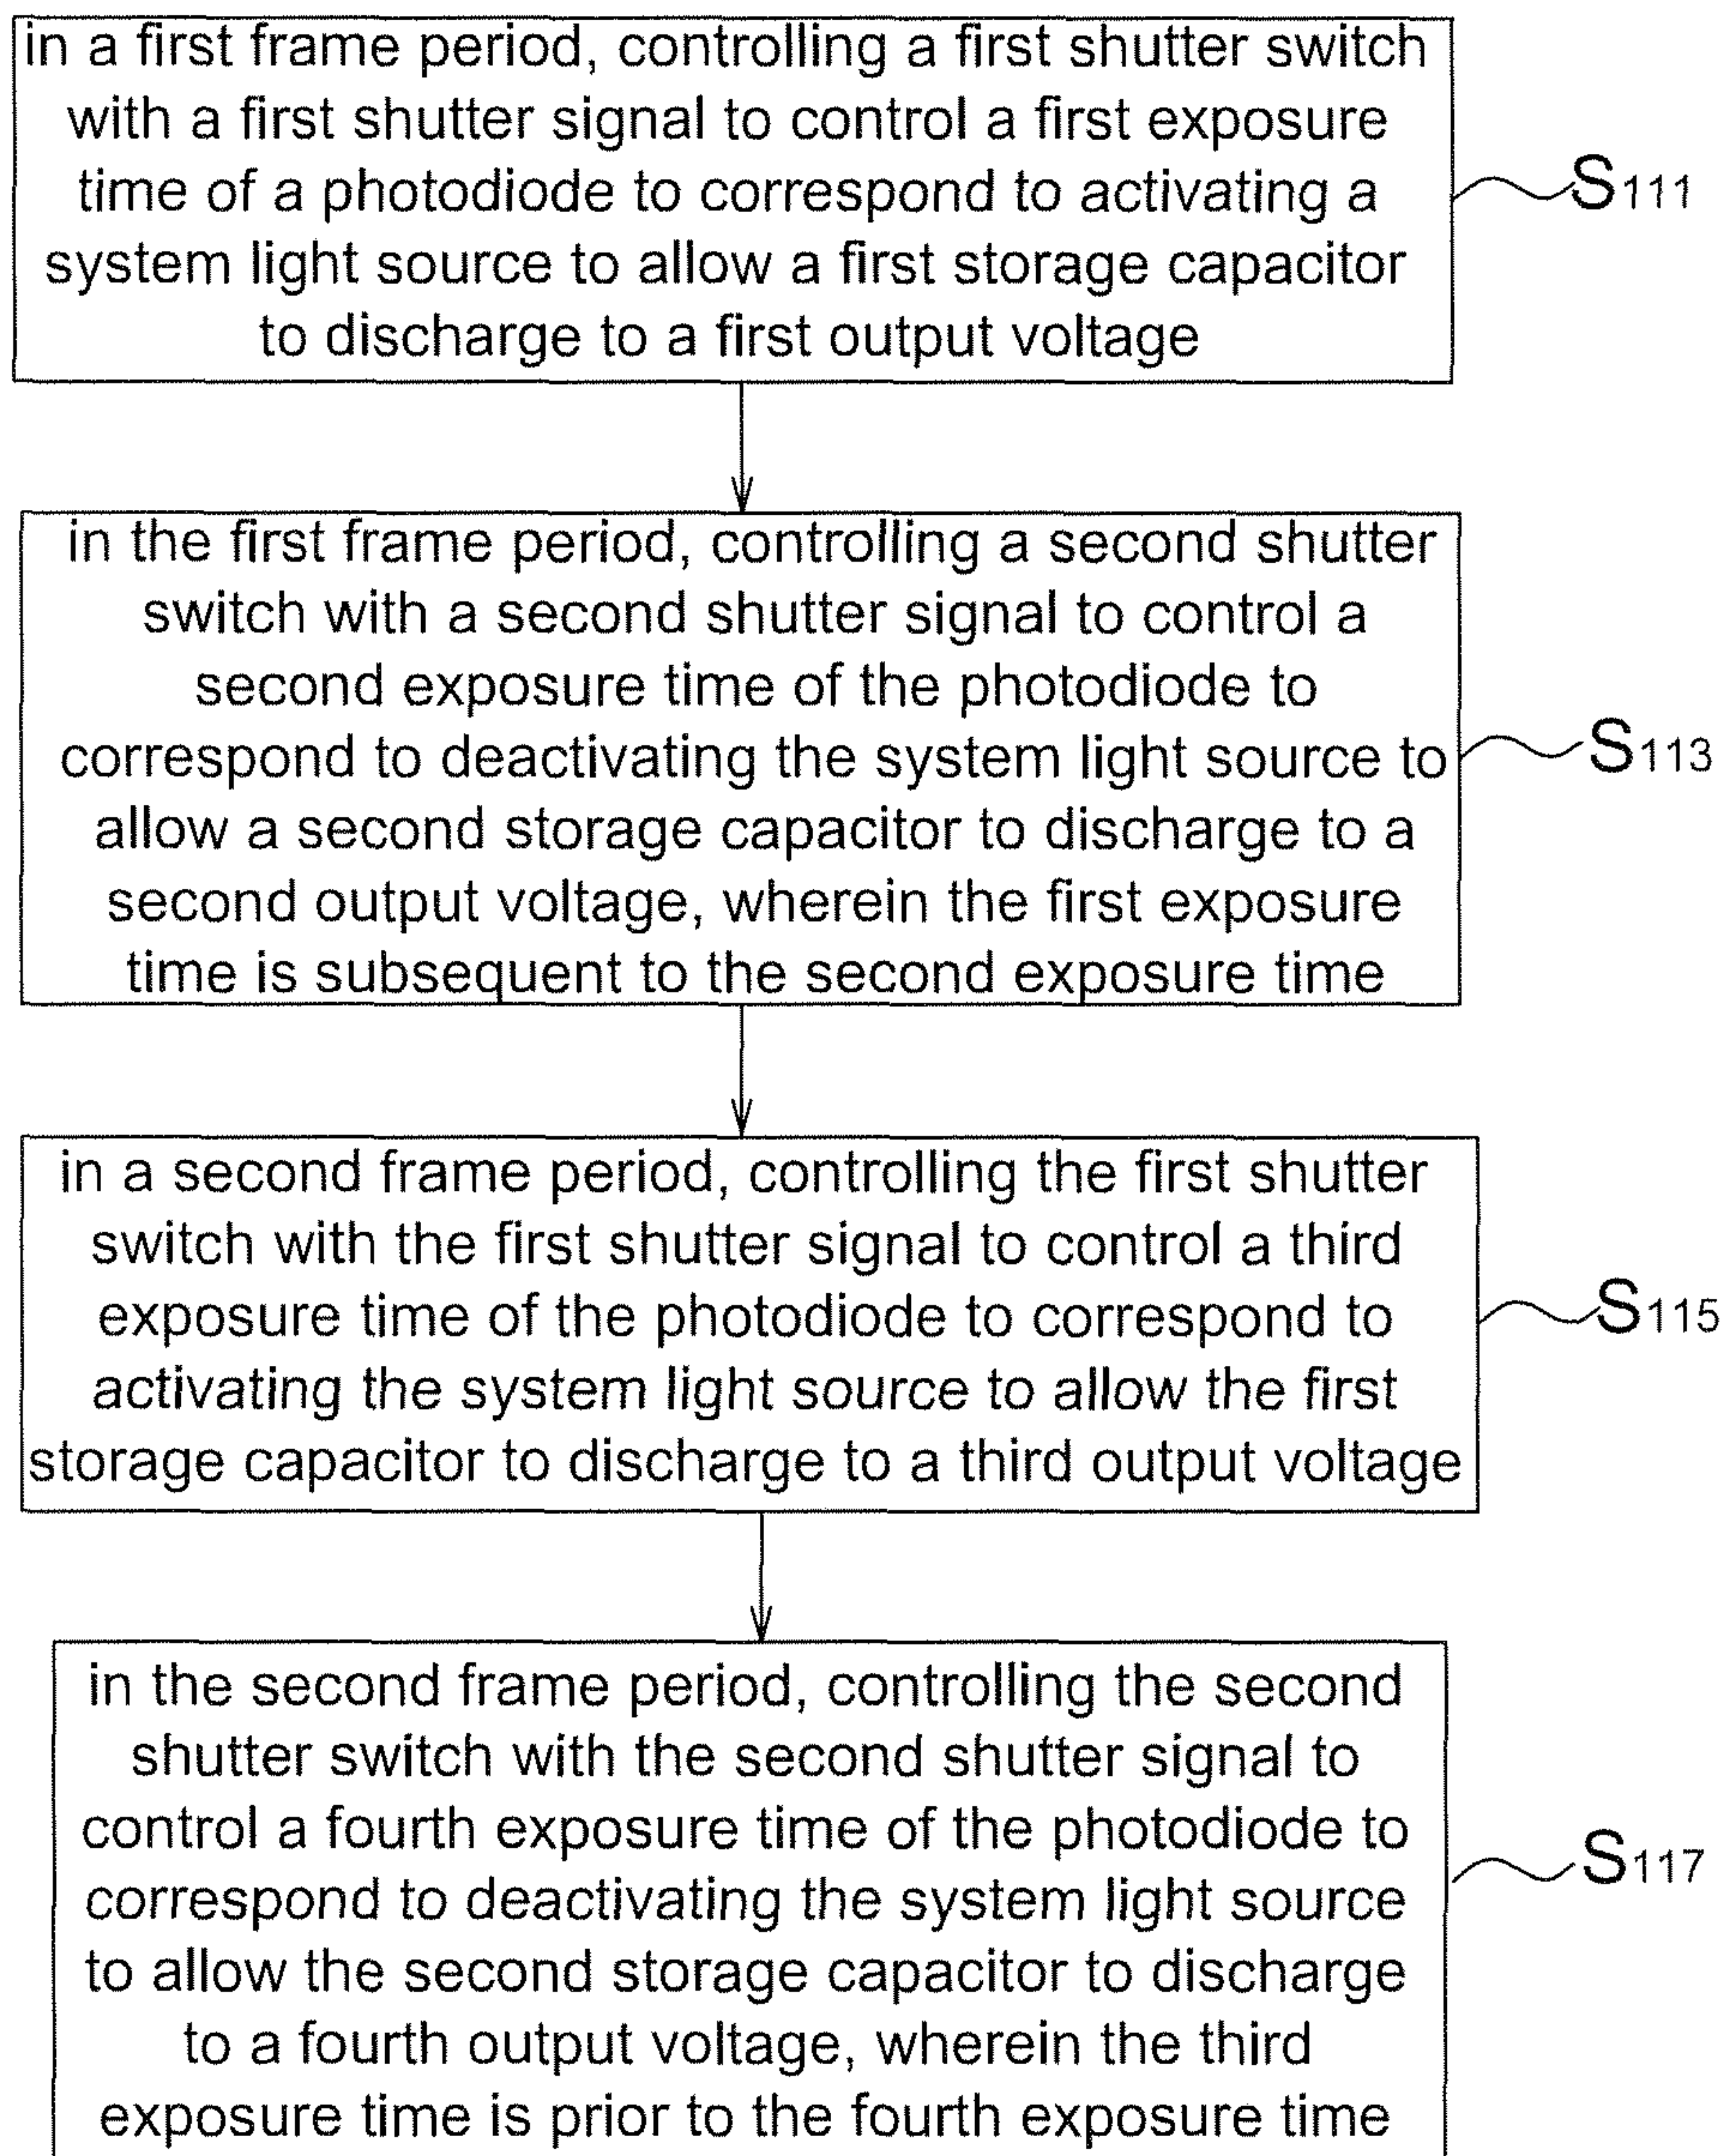 in a first frame period, controlling a first shutter switch
with a first shutter signal to control a first exposure
time of a photodiode to correspond to activating a
system light source to allow a first storage capacitor
to discharge to a first output voltage
S111
in the first frame period, controlling a second shutter
switch with a second shutter signal to control a
second exposure time of the photodiode to
correspond to deactivating the system light source to
allow a second storage capacitor to discharge to a
second output voltage, wherein the first exposure
time is subsequent to the second exposure time
S113
in a second frame period, controlling the first shutter
switch with the first shutter signal to control a third
exposure time of the photodiode to correspond to
activating the system light source to allow the first
storage capacitor to discharge to a third output voltage
S115
in the second frame period, controlling the second
shutter switch with the second shutter signal to
control a fourth exposure time of the photodiode to
correspond to deactivating the system light source
to allow the second storage capacitor to discharge
to a fourth output voltage, wherein the third
exposure time is prior to the fourth exposure time
S117